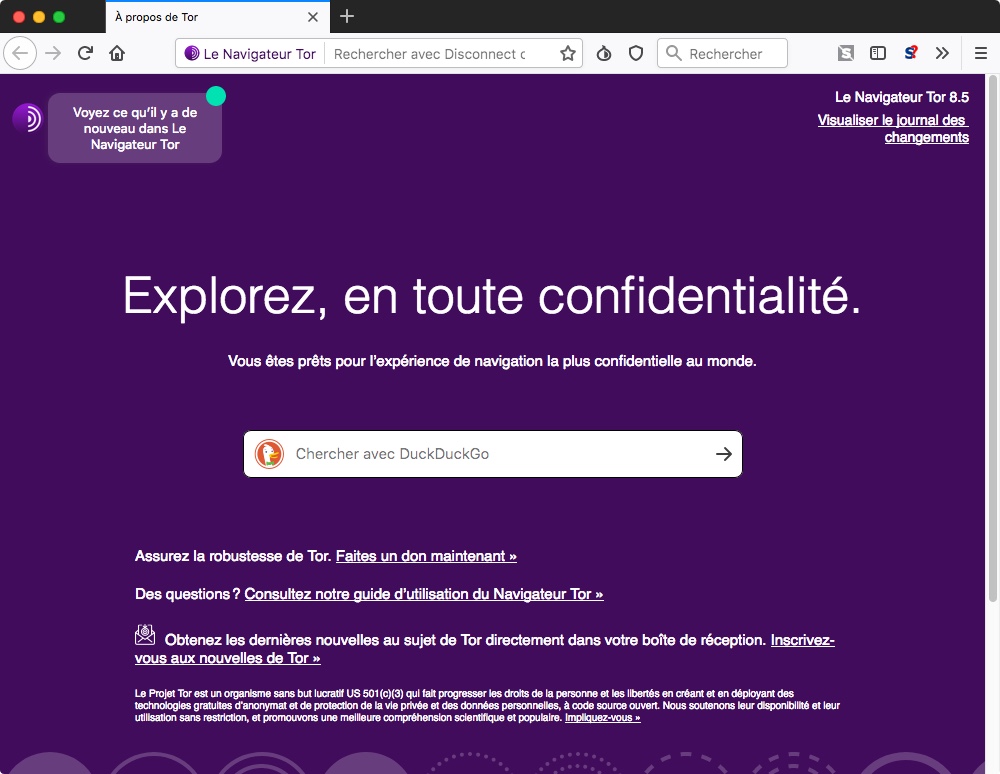 À propos de Tor
Le Navigateur Tor
Rechercher avec Disconnect
Rechercher
Voyez ce qu’il y a de
nouveau dans Le
Navigateur Tor
Le Navigateur Tor 8.5
Visualiser le journal des
changements
Explorez, en toute confidentialité.
Vous êtes prêts pour l’expérience de navigation la plus confidentielle au monde.
Chercher avec DuckDuckGo
Assurez la robustesse de Tor. Faites un don maintenant »
Des questions ? Consultez notre guide d’utilisation du Navigateur Tor »
Obtenez les dernières nouvelles au sujet de Tor directement dans votre boîte de réception. Inscrivez-
vous aux nouvelles de Tor »
Le Projet Tor est un organisme sans but lucratif US 501(c)(3) qui fait progresser les droits de la personne et les libertés en créant et en déployant des
technologies gratuites d’anonymat et de protection de la vie privée et des données personnelles, à code source ouvert. Nous soutenons leur disponibilité et leur
utilisation sans restriction, et promouvons une meilleure compréhension scientifique et populaire. Impliquez-vous »